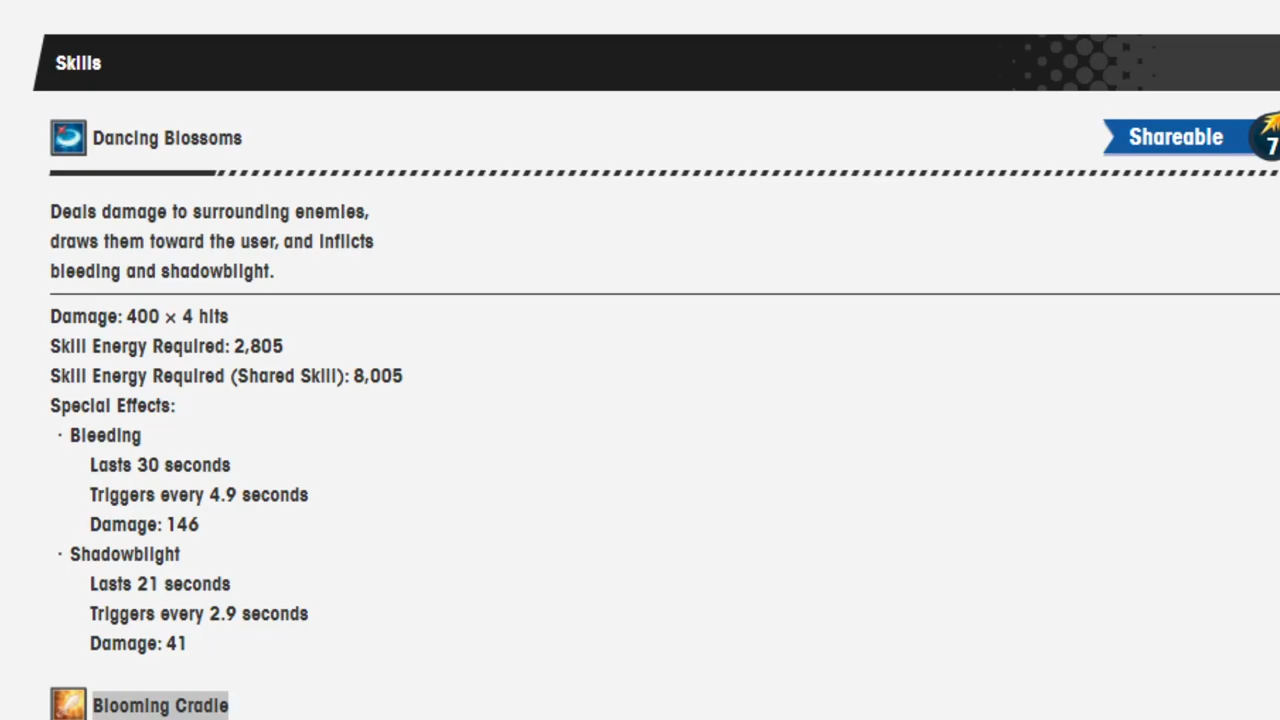 Skills
Dancing Blossoms
Shareable
7
Deals damage to surrounding enemies,
draws them toward the user, and inflicts
bleeding and shadowblight.
Damage: 400 × 4 hits
Skill Energy Required: 2,805
Skill Energy Required (Shared Skill): 8,005
Special Effects:
・Bleeding
Lasts 30 seconds
Triggers every 4.9 seconds
Damage: 146
・Shadowblight
Lasts 21 seconds
Triggers every 2.9 seconds
Damage: 41
Blooming Cradle